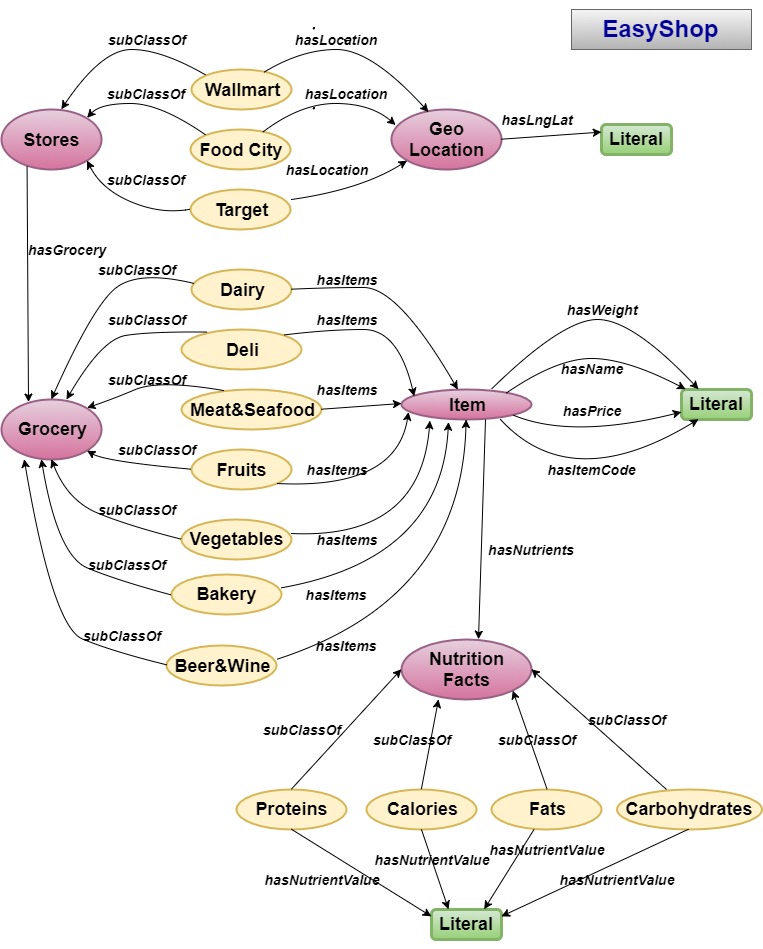 EasyShop
subClassOf
hasLocation
Wallmart
subClassOf
hasLocation
Stores
Food City
Geo
Location
hasLngLat
Literal
subClassOf
hasLocation
Target
hasGrocery
subClassOf
hasItems
Dairy
subClassOf
hasItems
Deli
hasWeight
subClassOf
hasItems
Meat&Seafood
Item
hasName
hasPrice
Literal
Grocery
subClassOf
hasItems
Fruits
hasItemCode
subClassOf
hasItems
Vegetables
hasNutrients
subClassOf
hasItems
Bakery
subClassOf
hasItems
Beer&Wine
Nutrition
Facts
subClassOf
subClassOf
subClassOf
subClassOf
Proteins
Calories
Fats
Carbohydrates
hasNutrientValue
hasNutrientValue
hasNutrientValue
hasNutrientValue
Literal